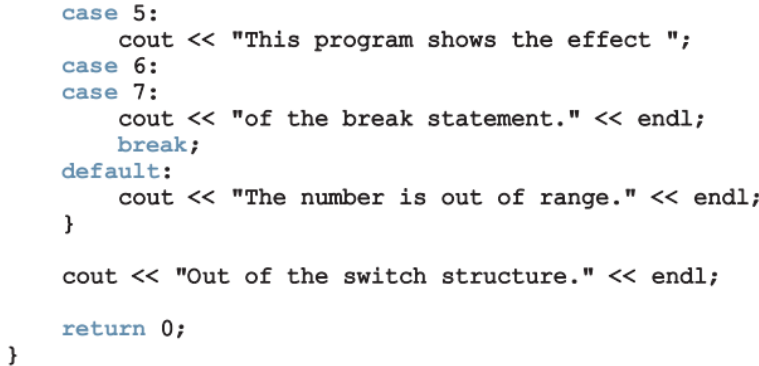 case 5:
cout << "This program shows the effect ";
case 6:
case 7:
cout << "of the break statement." << endl;
break;
default:
cout << "The number is out of range." << endl;
}
cout << "Out of the switch structure." << endl;
return 0;
}